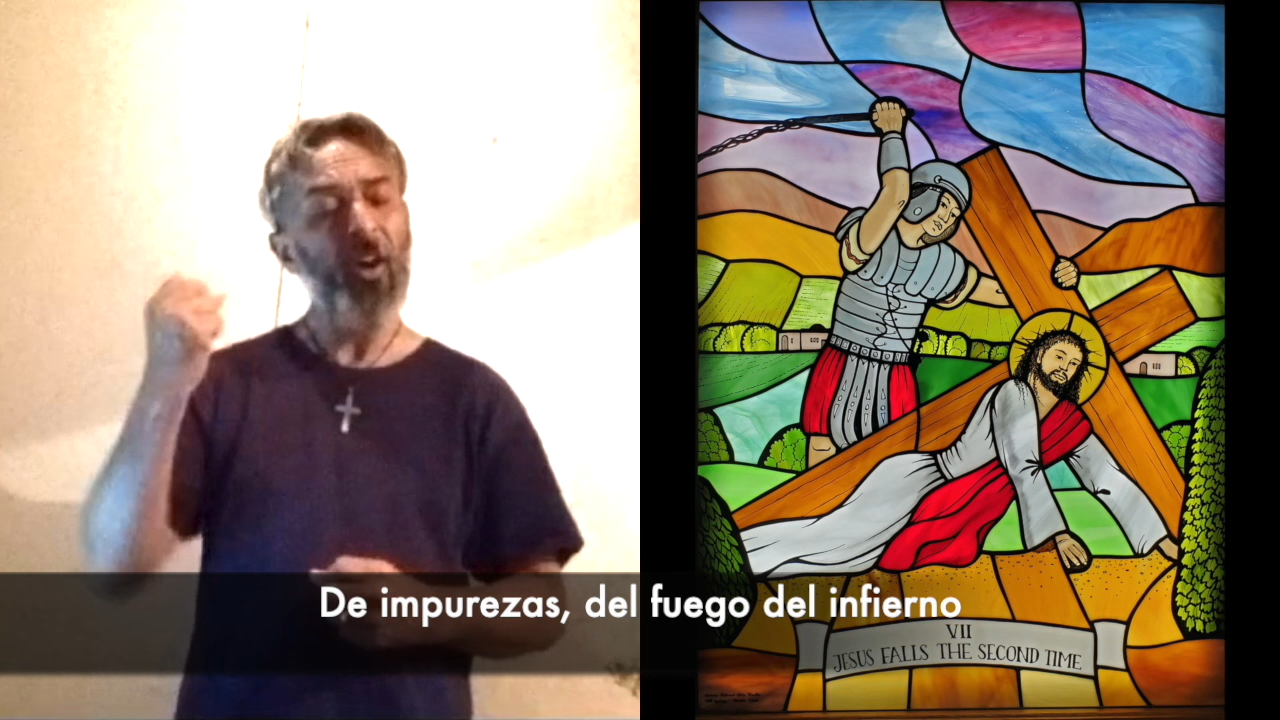 De impurezas, del fuego del infierno
VII
JESUS FALLS THE SECOND TIME